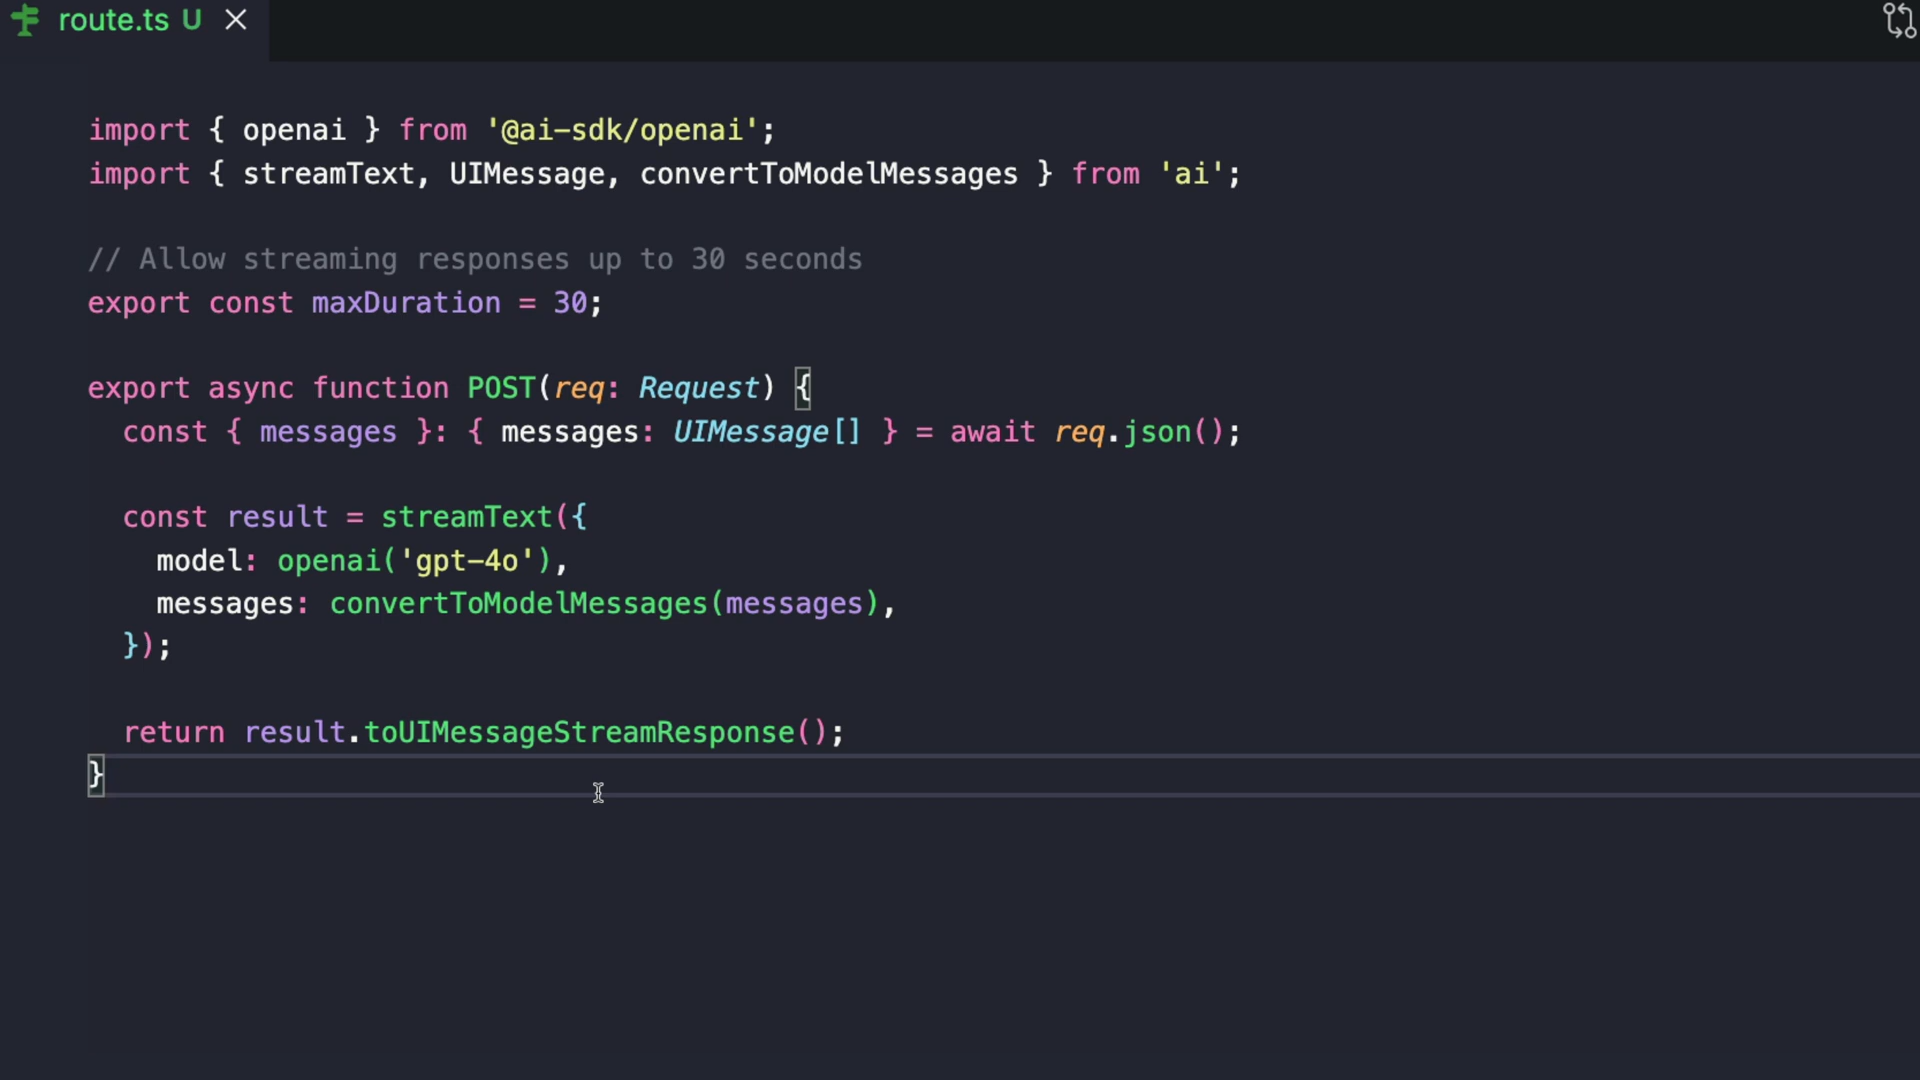 route.ts U
import { openai } from '@ai-sdk/openai';
import { streamText, UIMessage, convertToModelMessages } from 'ai';
// Allow streaming responses up to 30 seconds
export const maxDuration = 30;
export async function POST(req: Request) {
  const { messages }: { messages: UIMessage[] } = await req.json();
  const result = streamText({
    model: openai('gpt-4o'),
    messages: convertToModelMessages(messages),
  });
  return result.toUIMessageStreamResponse();
}